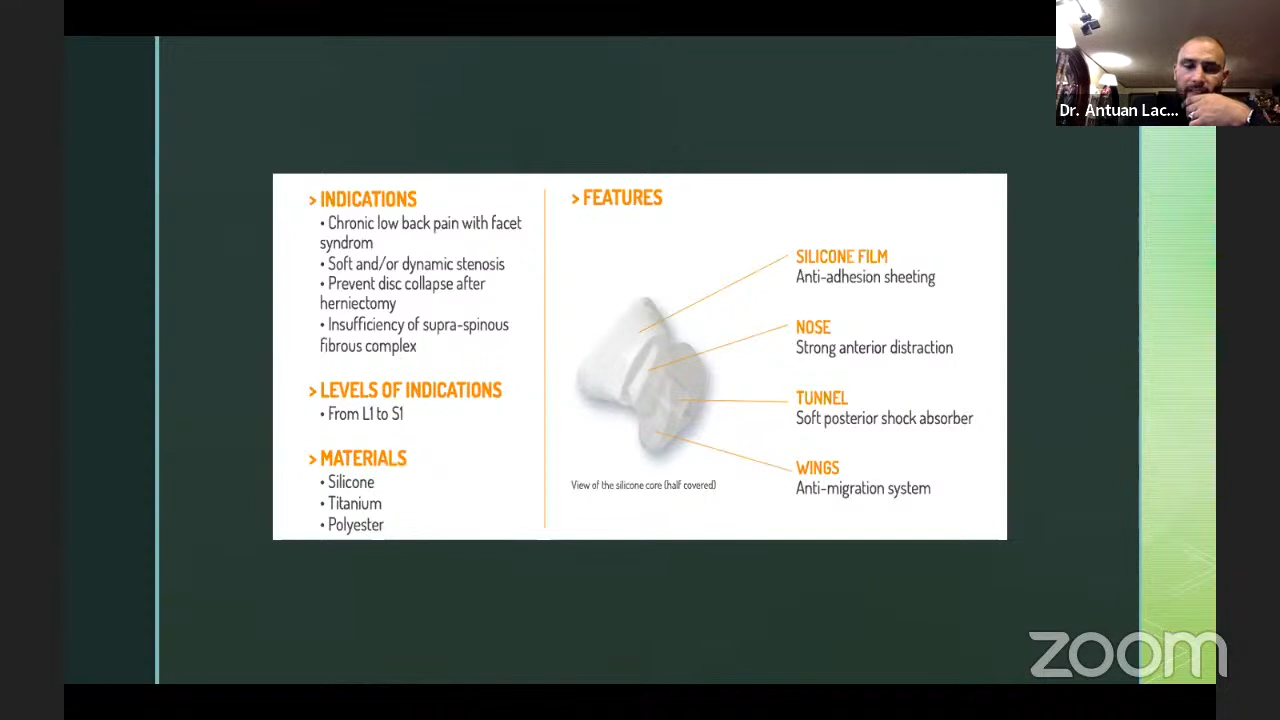 Dr. Antuan Lac...
> INDICATIONS
• Chronic low back pain with facet
syndrom
• Soft and/or dynamic stenosis
• Prevent disc collapse after
herniectomy
• Insufficiency of supra-spinous
fibrous complex
> LEVELS OF INDICATIONS
• From L1 to S1
> MATERIALS
• Silicone
• Titanium
• Polyester
> FEATURES
SILICONE FILM
Anti-adhesion sheeting
NOSE
Strong anterior distraction
TUNNEL
Soft posterior shock absorber
WINGS
Anti-migration system
View of the silicone core (half covered)
zoom